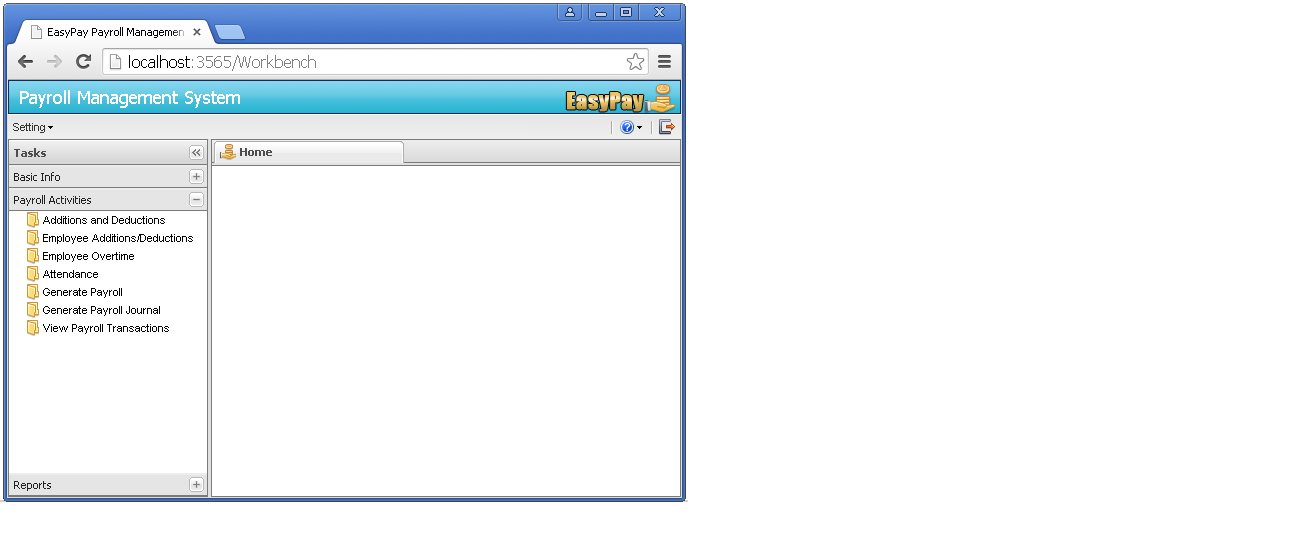 EasyPay Payroll Managemen
localhost:3565/Workbench
Payroll Management System
EasyPay
Setting
Tasks
Home
Basic Info
Payroll Activities
Additions and Deductions
Employee Additions/Deductions
Employee Overtime
Attendance
Generate Payroll
Generate Payroll Journal
View Payroll Transactions
Reports